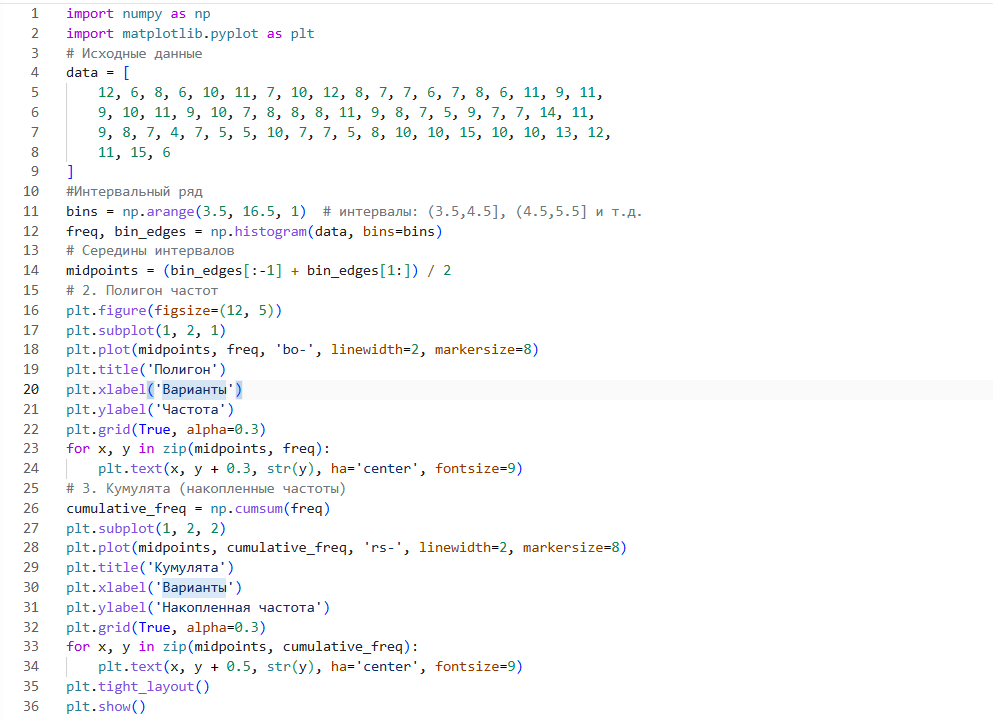 1 import numpy as np
2 import matplotlib.pyplot as plt
3 # Исходные данные
4 data = [
5     12, 6, 8, 6, 10, 11, 7, 10, 12, 8, 7, 7, 6, 7, 8, 6, 11, 9, 11,
6     9, 10, 11, 9, 10, 7, 8, 8, 8, 11, 9, 8, 7, 5, 9, 7, 7, 14, 11,
7     9, 8, 7, 4, 7, 5, 5, 10, 7, 7, 5, 8, 10, 10, 15, 10, 10, 13, 12,
8     11, 15, 6
9 ]
10 #Интервальный ряд
11 bins = np.arange(3.5, 16.5, 1)  # интервалы: (3.5,4.5], (4.5,5.5] и т.д.
12 freq, bin_edges = np.histogram(data, bins=bins)
13 # Середины интервалов
14 midpoints = (bin_edges[:-1] + bin_edges[1:]) / 2
15 # 2. Полигон частот
16 plt.figure(figsize=(12, 5))
17 plt.subplot(1, 2, 1)
18 plt.plot(midpoints, freq, 'bo-', linewidth=2, markersize=8)
19 plt.title('Полигон')
20 plt.xlabel('Варианты')
21 plt.ylabel('Частота')
22 plt.grid(True, alpha=0.3)
23 for x, y in zip(midpoints, freq):
24     plt.text(x, y + 0.3, str(y), ha='center', fontsize=9)
25 # 3. Кумулята (накопленные частоты)
26 cumulative_freq = np.cumsum(freq)
27 plt.subplot(1, 2, 2)
28 plt.plot(midpoints, cumulative_freq, 'rs-', linewidth=2, markersize=8)
29 plt.title('Кумулята')
30 plt.xlabel('Варианты')
31 plt.ylabel('Накопленная частота')
32 plt.grid(True, alpha=0.3)
33 for x, y in zip(midpoints, cumulative_freq):
34     plt.text(x, y + 0.5, str(y), ha='center', fontsize=9)
35 plt.tight_layout()
36 plt.show()